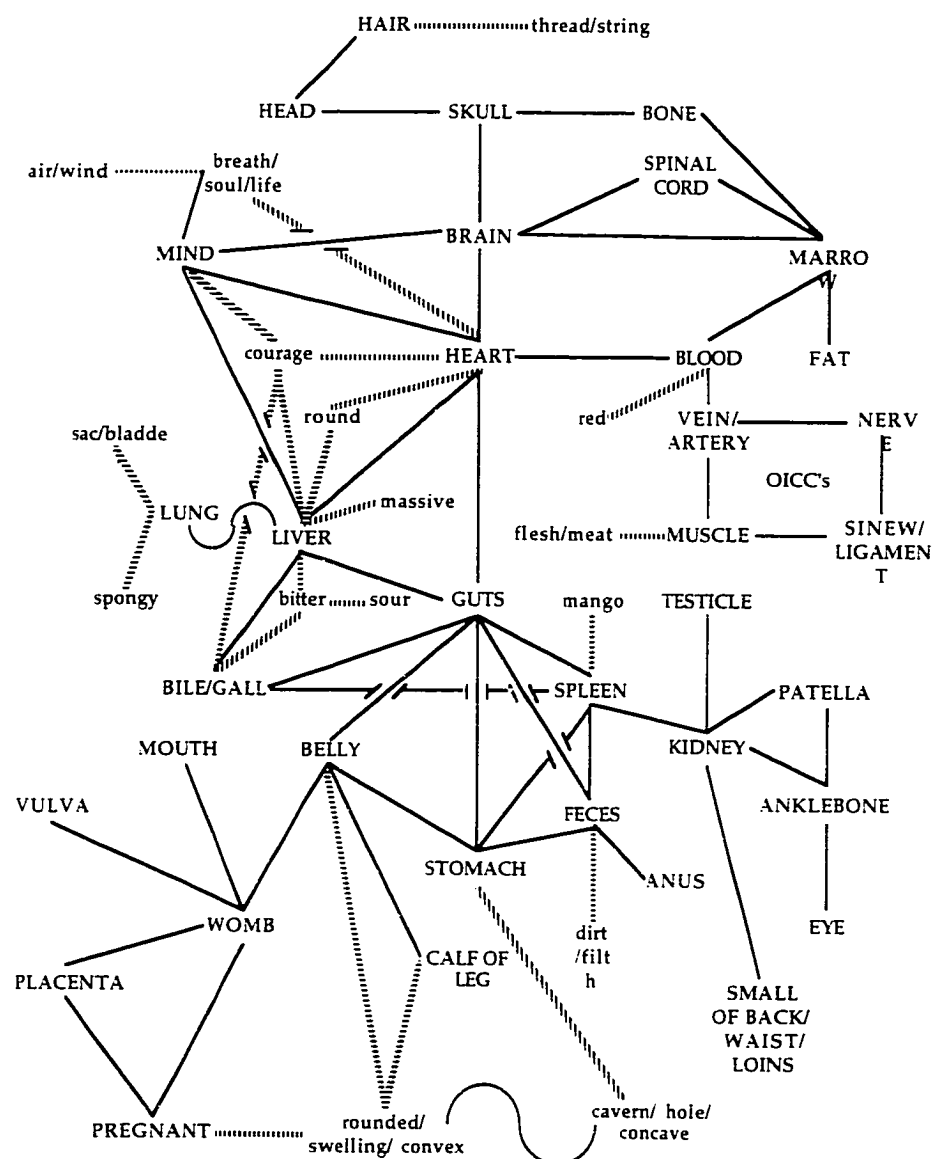 HAIR thread/string
HEAD SKULL BONE
air/wind breath/
soul/life
SPINAL
CORD
MIND BRAIN MARRO
W
courage HEART BLOOD FAT
round red VEIN/
ARTERY
NERV
E
sac/bladde
OICC's
LUNG LIVER massive
flesh/meat MUSCLE SINEW/
LIGAMEN
T
spongy bitter sour GUTS mango TESTICLE
BILE/GALL SPLEEN PATELLA
MOUTH BELLY KIDNEY
VULVA FECES ANKLEBONE
STOMACH ANUS
WOMB EYE
PLACENTA CALF OF
LEG
dirt
/filt
h
SMALL
OF BACK/
WAIST/
LOINS
PREGNANT rounded/
swelling/ convex
cavern/ hole/
concave